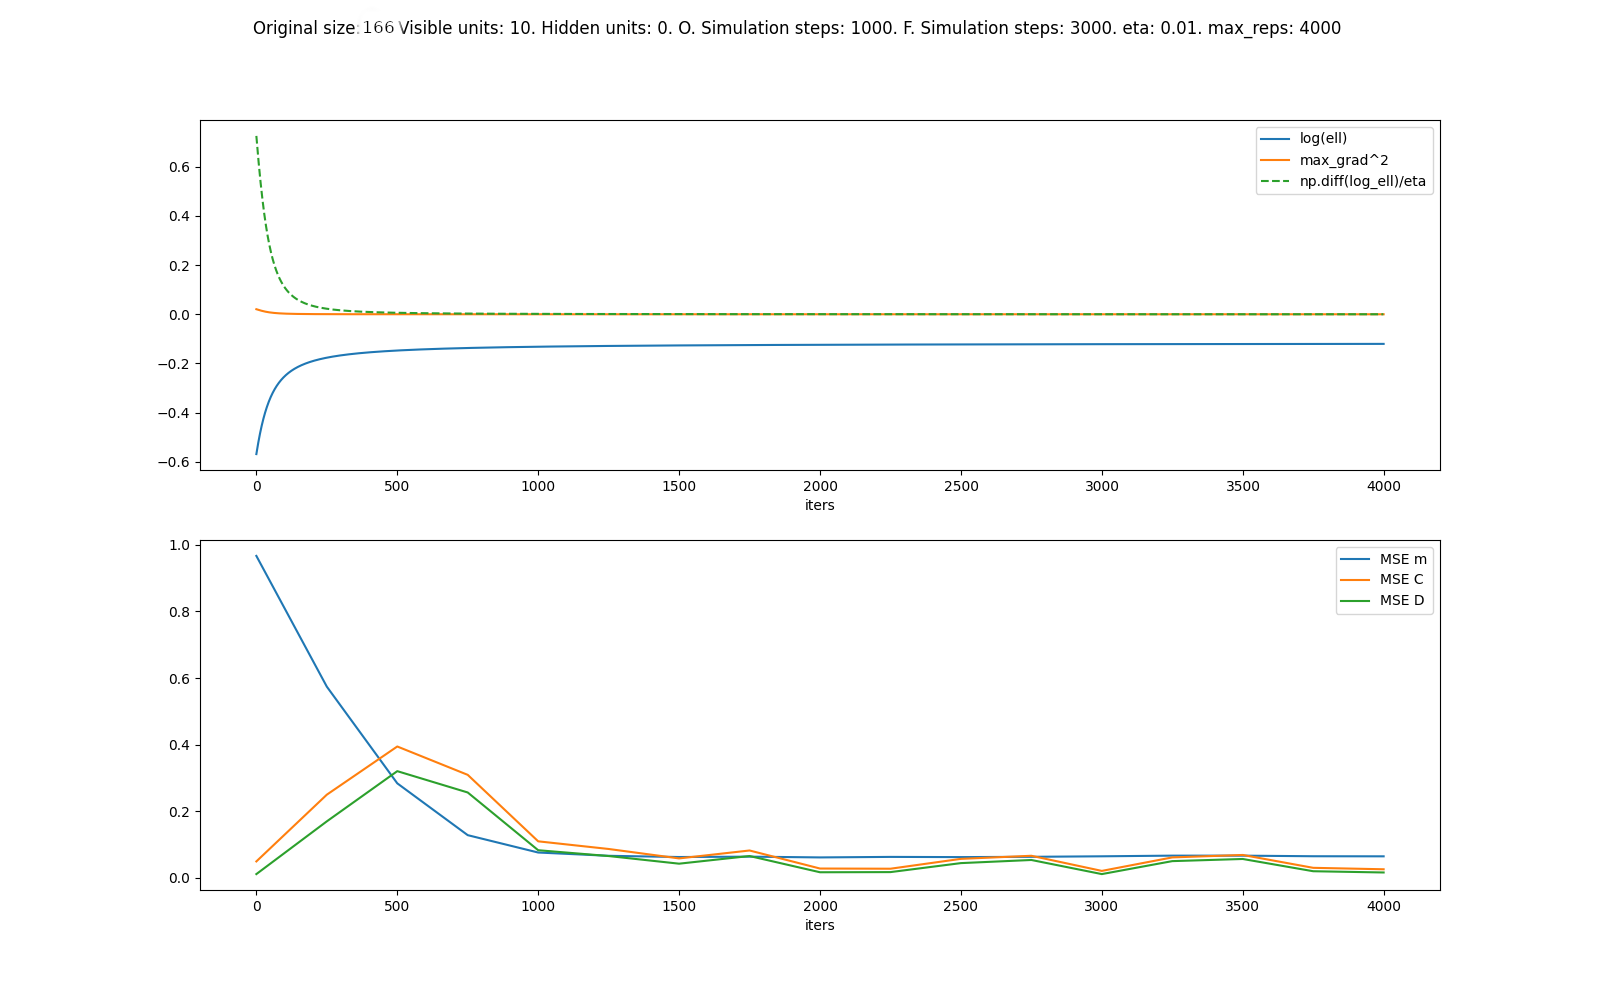 Original size: 166 Visible units: 10. Hidden units: 0. O. Simulation steps: 1000. F. Simulation steps: 3000. eta: 0.01. max_reps: 4000
log(ell)
max_grad^2
np.diff(log_ell)/eta
0.6
0.4
0.2
0.0
−0.2
−0.4
−0.6
0 500 1000 1500 2000 2500 3000 3500 4000
iters
MSE m
MSE C
MSE D
1.0
0.8
0.6
0.4
0.2
0.0
0 500 1000 1500 2000 2500 3000 3500 4000
iters